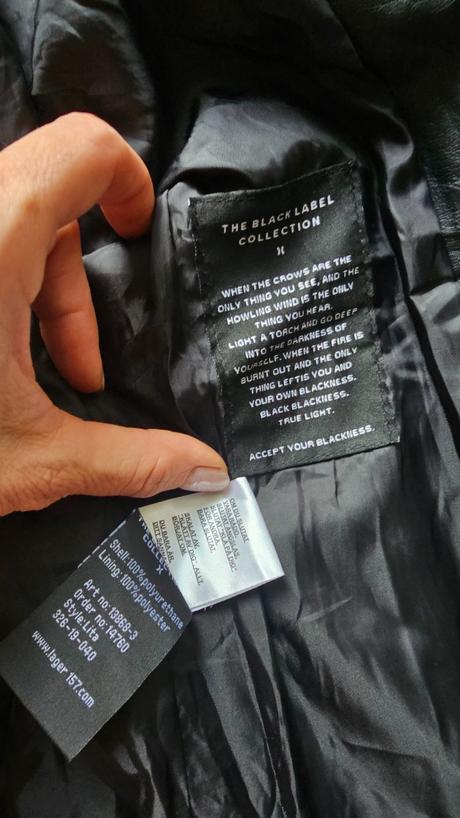 THE BLACK LABEL
COLLECTION
WHEN THE CROWS ARE THE
ONLY THING YOU SEE, AND THE
HOWLING WIND IS THE ONLY
THING YOU HEAR.
LIGHT A TORCH AND GO DEEP
INTO THE DARKNESS OF
YOURSELF. WHEN THE FIRE IS
BURNT OUT AND THE ONLY
THING LEFT IS YOU AND
YOUR OWN BLACKNESS.
BLACK BLACKNESS.
TRUE LIGHT.
ACCEPT YOUR BLACKNESS.
Shell:100%polyurethane
Lining:100%polyester
Art no:13868-3
Order no:14760
Style:Lita
326-19-040
www.lager157.com
DU BARA ÄR.